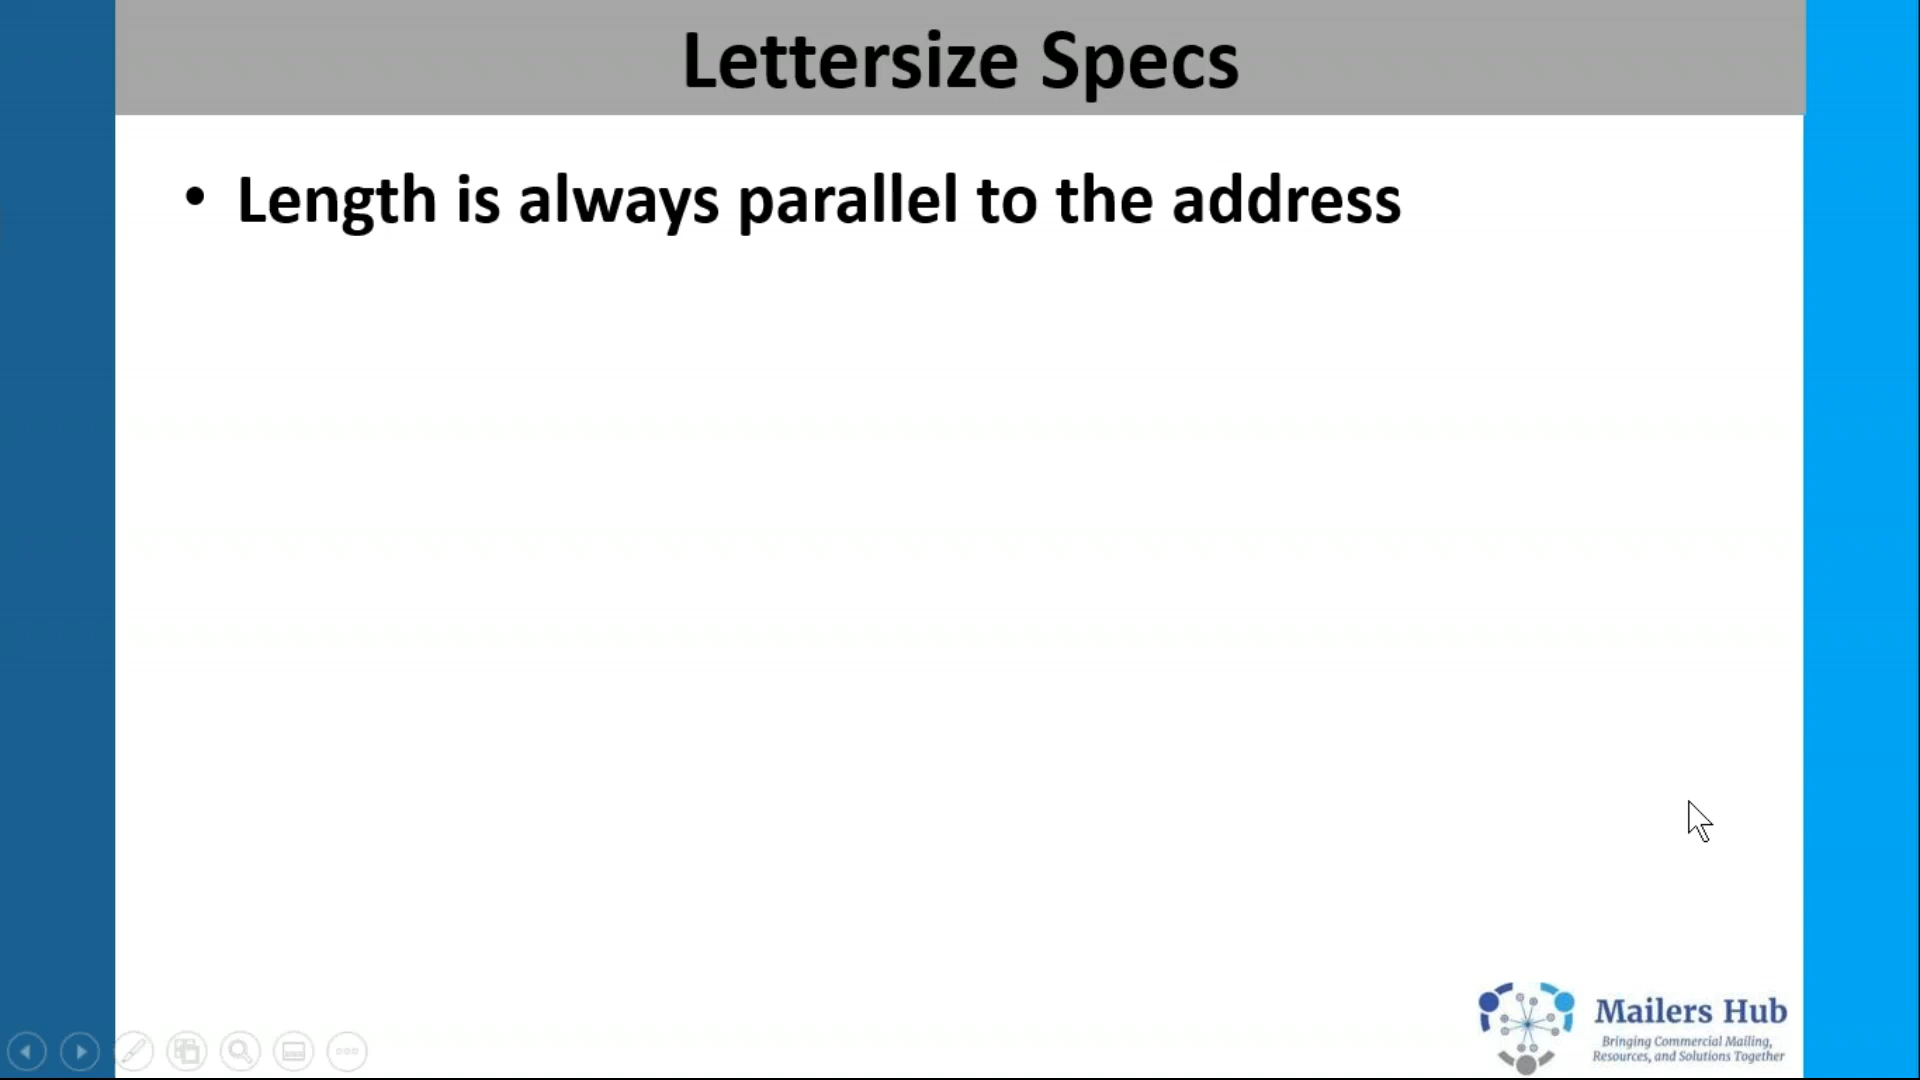 Lettersize Specs
• Length is always parallel to the address
Mailers Hub
Bringing Commercial Mailing,
Resources, and Solutions Together